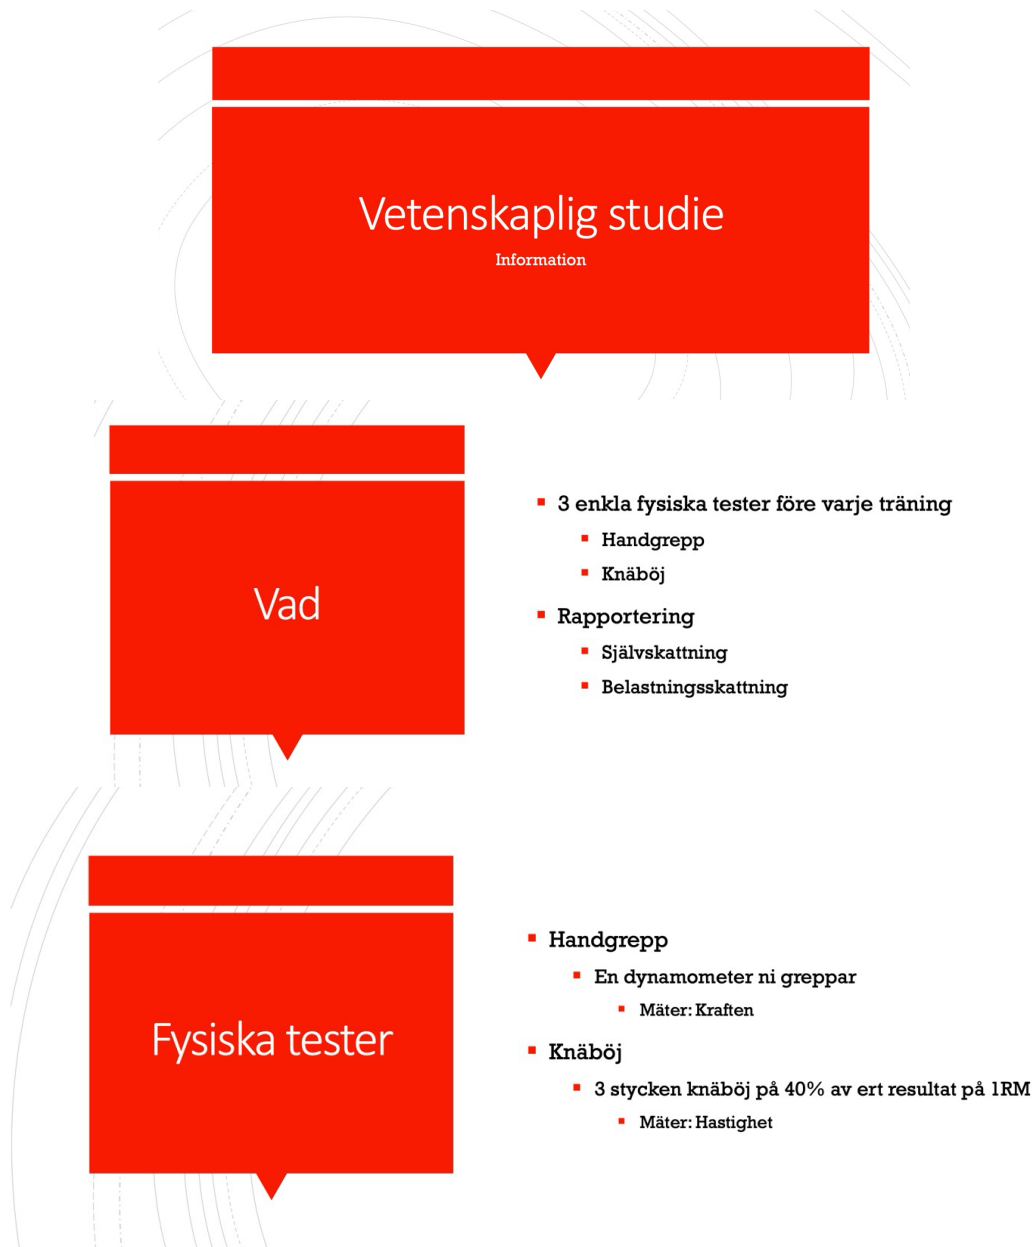 Vetenskaplig studie
Information
Vad
3 enkla fysiska tester före varje träning
Handgrepp
Knäböj
Rapportering
Självskattning
Belastningsskattning
Fysiska tester
Handgrepp
En dynamometer ni greppar
Mäter: Kraften
Knäböj
3 stycken knäböj på 40% av ert resultat på 1RM
Mäter: Hastighet